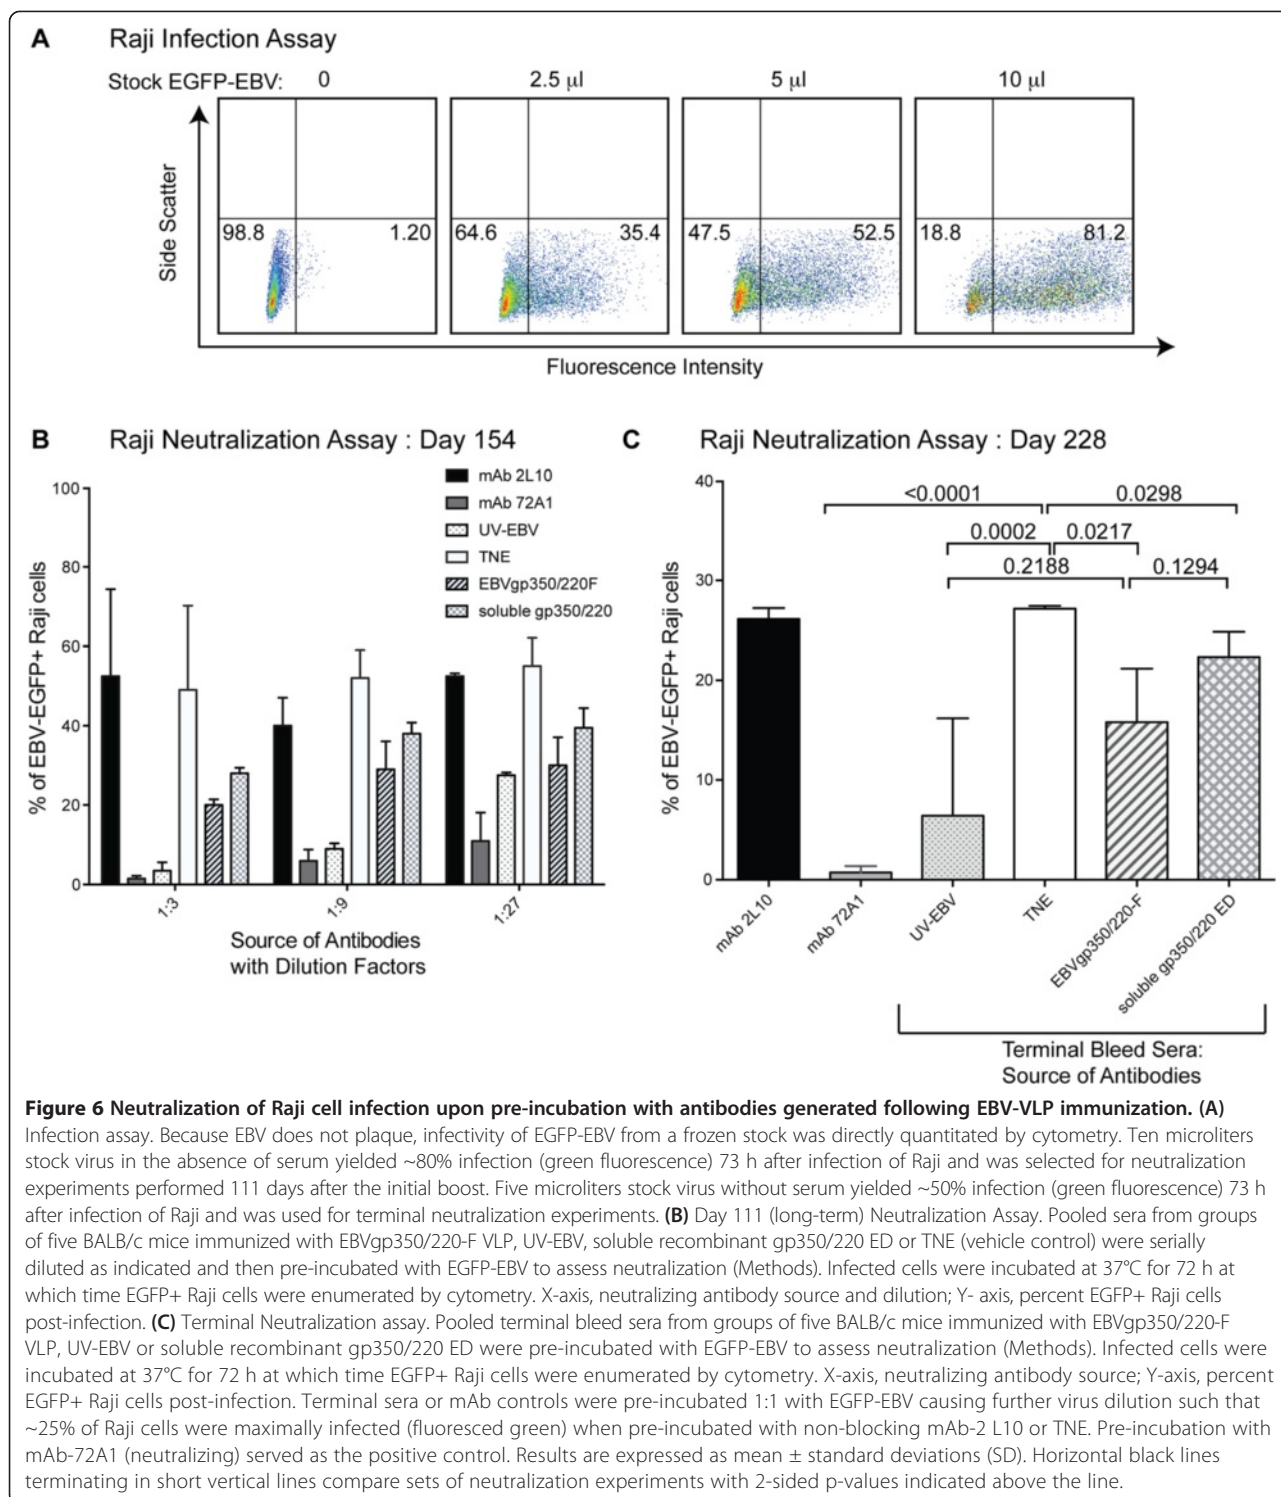 A Raji Infection Assay
Stock EGFP-EBV: 0 2.5 µl 5 µl 10 µl
Side Scatter
98.8 1.20 64.6 35.4 47.5 52.5 18.8 81.2
Fluorescence Intensity
B Raji Neutralization Assay : Day 154
mAb 2L10
mAb 72A1
UV-EBV
TNE
EBVgp350/220F
soluble gp350/220
% of EBV-EGFP+ Raji cells
100
80
60
40
20
0
1:3 1:9 1:27
Source of Antibodies
with Dilution Factors
C Raji Neutralization Assay : Day 228
% of EBV-EGFP+ Raji cells
40
30
20
10
0
<0.0001 0.0298
0.0002 0.0217
0.2188 0.1294
mAb 2L10
mAb 72A1
UV-EBV
TNE
EBVgp350/220-F
soluble gp350/220 ED
Terminal Bleed Sera:
Source of Antibodies
Figure 6 Neutralization of Raji cell infection upon pre-incubation with antibodies generated following EBV-VLP immunization. (A)
Infection assay. Because EBV does not plaque, infectivity of EGFP-EBV from a frozen stock was directly quantitated by cytometry. Ten microliters
stock virus in the absence of serum yielded ~80% infection (green fluorescence) 73 h after infection of Raji and was selected for neutralization
experiments performed 111 days after the initial boost. Five microliters stock virus without serum yielded ~50% infection (green fluorescence) 73 h
after infection of Raji and was used for terminal neutralization experiments. (B) Day 111 (long-term) Neutralization Assay. Pooled sera from groups
of five BALB/c mice immunized with EBVgp350/220-F VLP, UV-EBV, soluble recombinant gp350/220 ED or TNE (vehicle control) were serially
diluted as indicated and then pre-incubated with EGFP-EBV to assess neutralization (Methods). Infected cells were incubated at 37°C for 72 h at
which time EGFP+ Raji cells were enumerated by cytometry. X-axis, neutralizing antibody source and dilution; Y- axis, percent EGFP+ Raji cells
post-infection. (C) Terminal Neutralization assay. Pooled terminal bleed sera from groups of five BALB/c mice immunized with EBVgp350/220-F
VLP, UV-EBV or soluble recombinant gp350/220 ED were pre-incubated with EGFP-EBV to assess neutralization (Methods). Infected cells were
incubated at 37°C for 72 h at which time EGFP+ Raji cells were enumerated by cytometry. X-axis, neutralizing antibody source; Y-axis, percent
EGFP+ Raji cells post-infection. Terminal sera or mAb controls were pre-incubated 1:1 with EGFP-EBV causing further virus dilution such that
~25% of Raji cells were maximally infected (fluoresced green) when pre-incubated with non-blocking mAb-2 L10 or TNE. Pre-incubation with
mAb-72A1 (neutralizing) served as the positive control. Results are expressed as mean ± standard deviations (SD). Horizontal black lines
terminating in short vertical lines compare sets of neutralization experiments with 2-sided p-values indicated above the line.